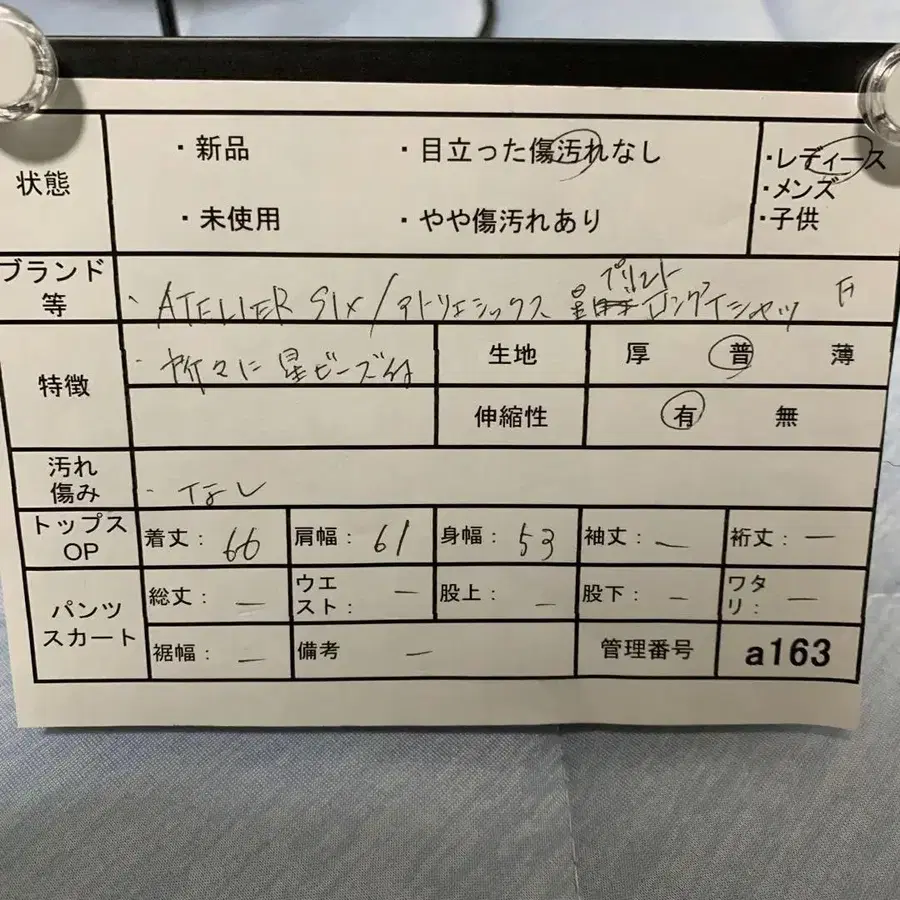 状態
・新品
・目立った傷汚れなし
・レディース
・メンズ
・未使用
・やや傷汚れあり
・子供
ブランド等
・ATELIER SIX/アトリエシックス 星プリント ロングTシャツ F
特徴
・所々に星ビーズ付
生地
厚 普 薄
伸縮性
有 無
汚れ傷み
・なし
トップス OP
着丈： 66
肩幅： 61
身幅： 53
袖丈： ー
裄丈： ー
パンツ スカート
総丈： ー
ウエスト： ー
股上： ー
股下： ー
ワタリ： ー
裾幅： ー
備考 ー
管理番号
a163